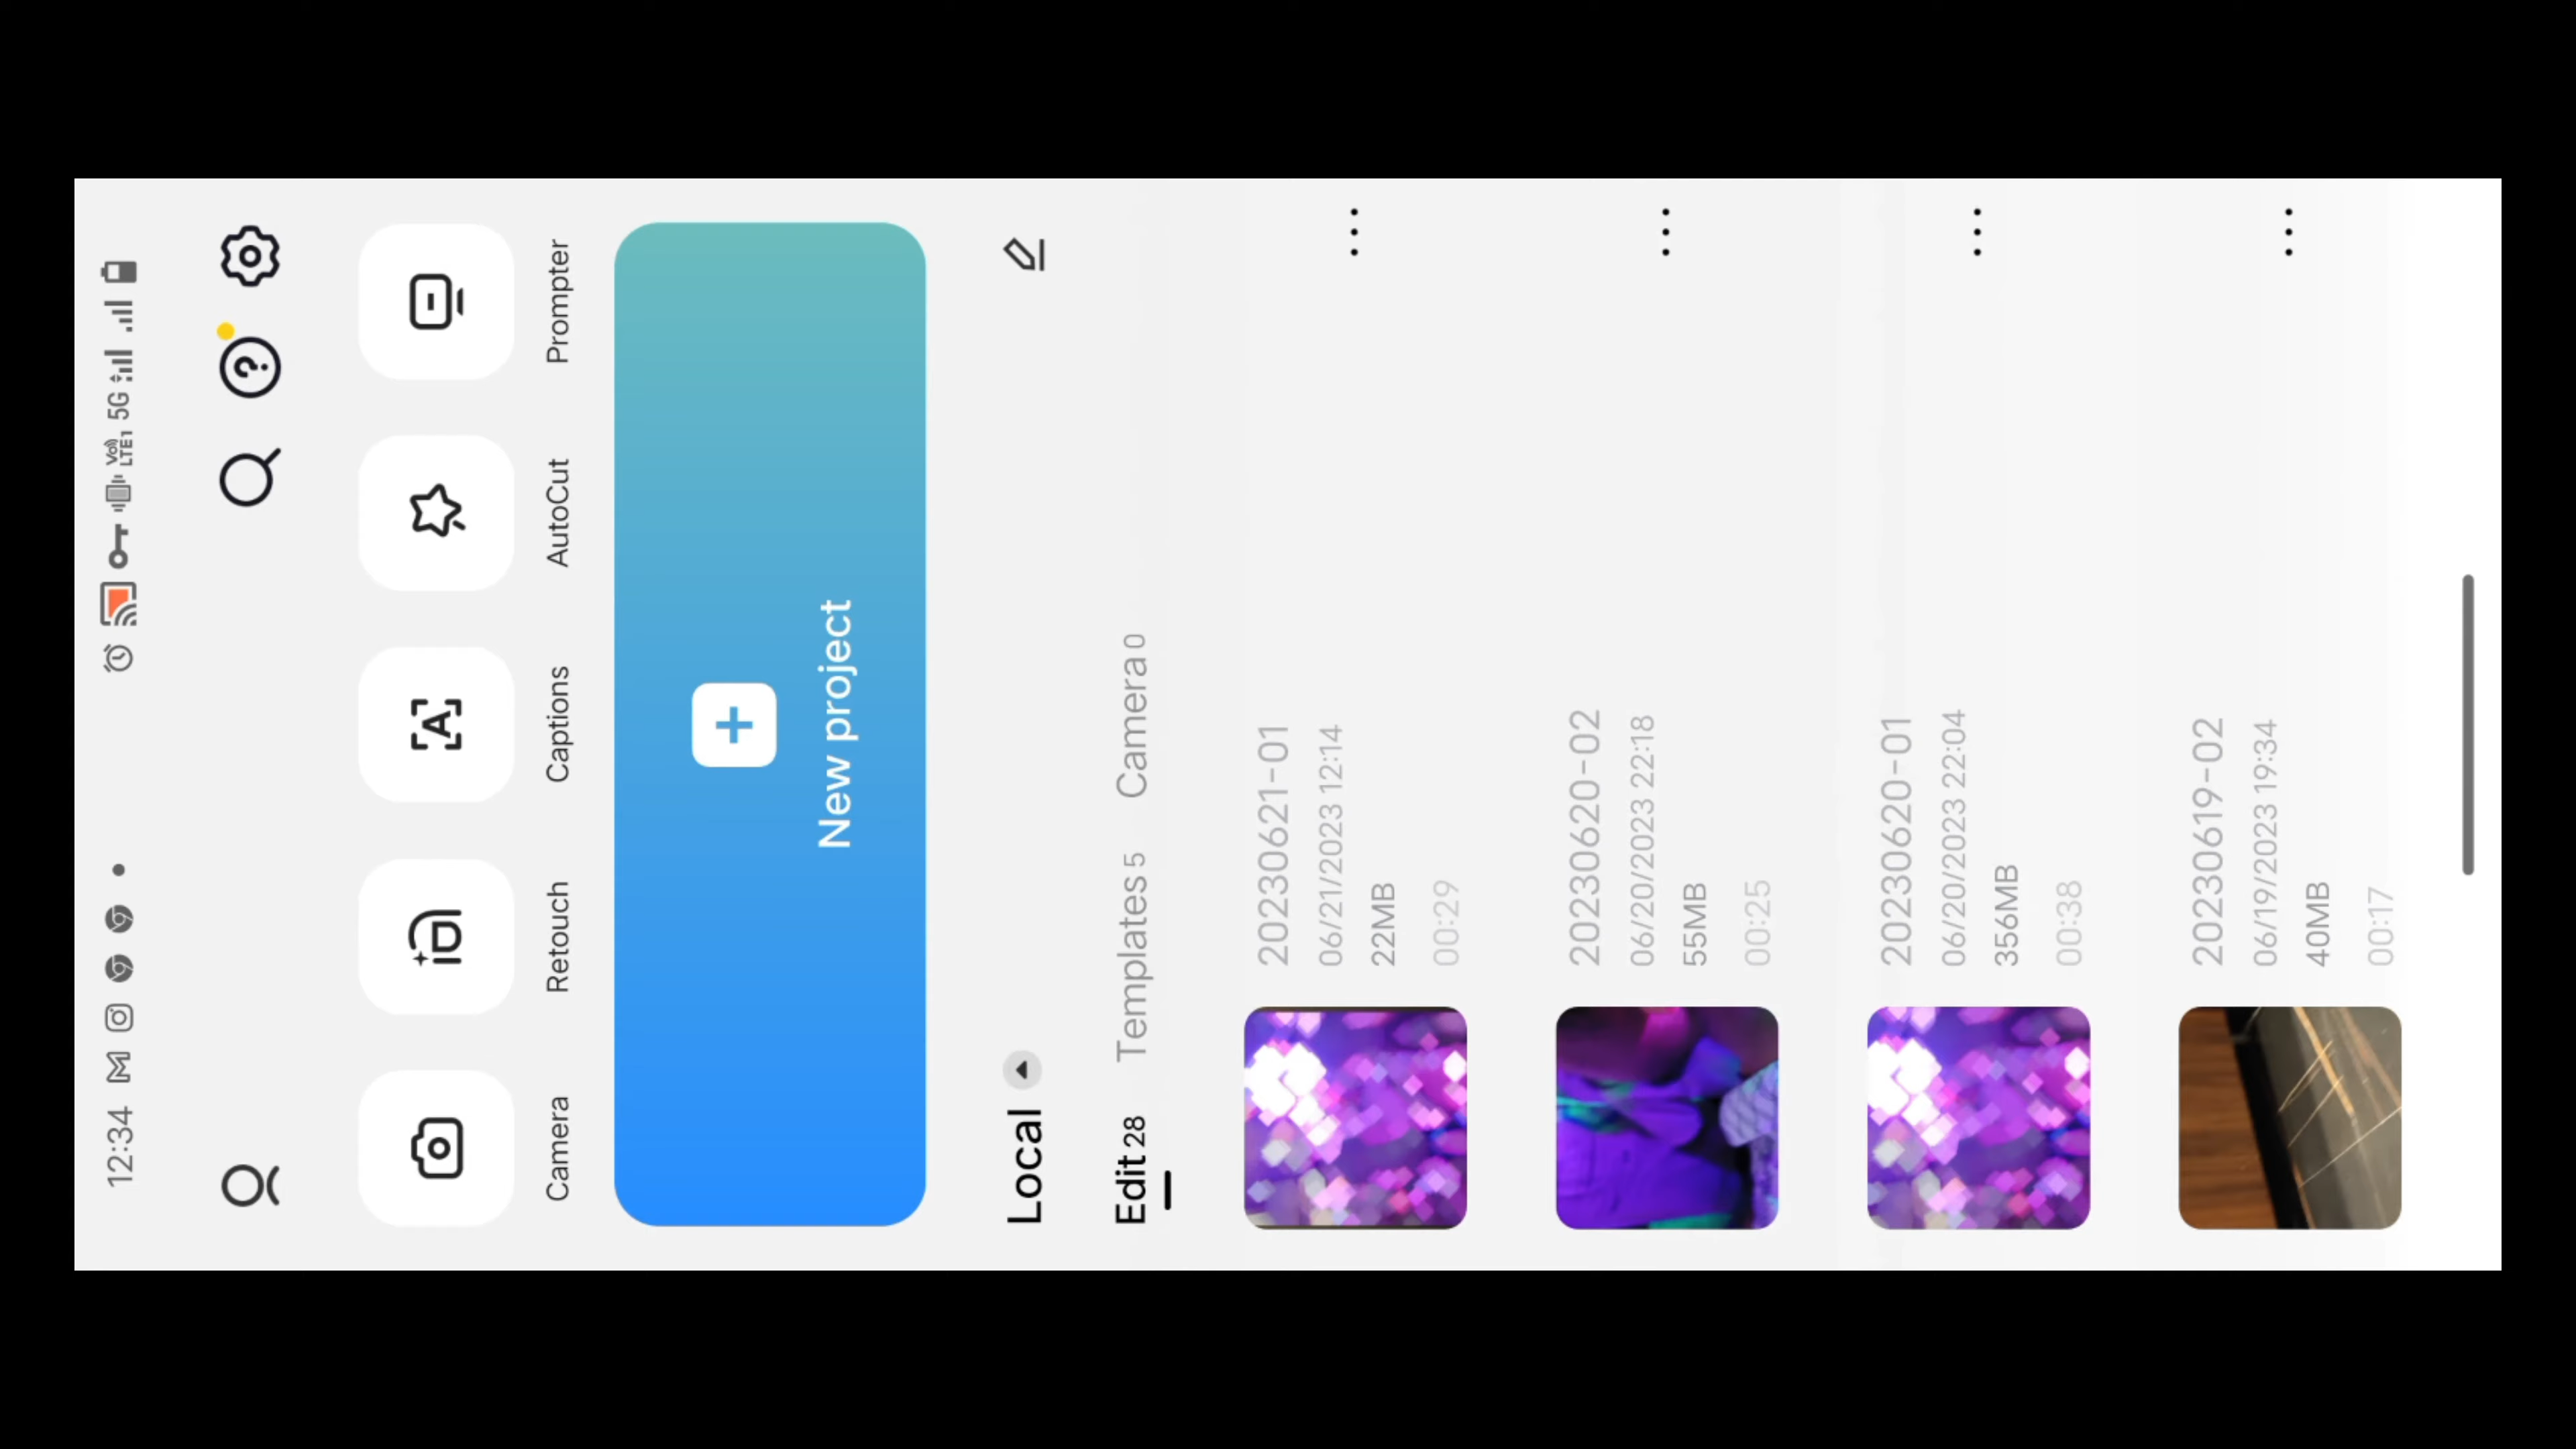 12:34 Vo) LTE1 5G
Camera Retouch Captions AutoCut Prompter
New project
Local
Edit 28 Templates 5 Camera 0
20230621-01
06/21/2023 12:14
22MB
00:29
20230620-02
06/20/2023 22:18
55MB
00:25
20230620-01
06/20/2023 22:04
356MB
00:38
20230619-02
06/19/2023 19:34
40MB
00:17